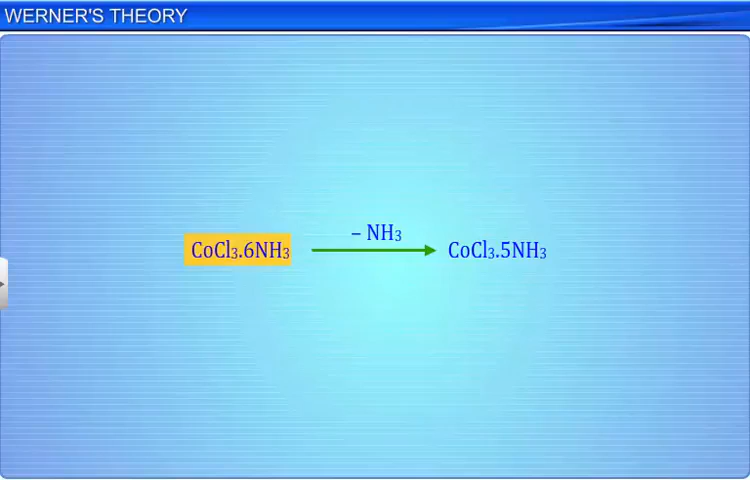 WERNER'S THEORY
– NH₃
CoCl₃.6NH₃ CoCl₃.5NH₃